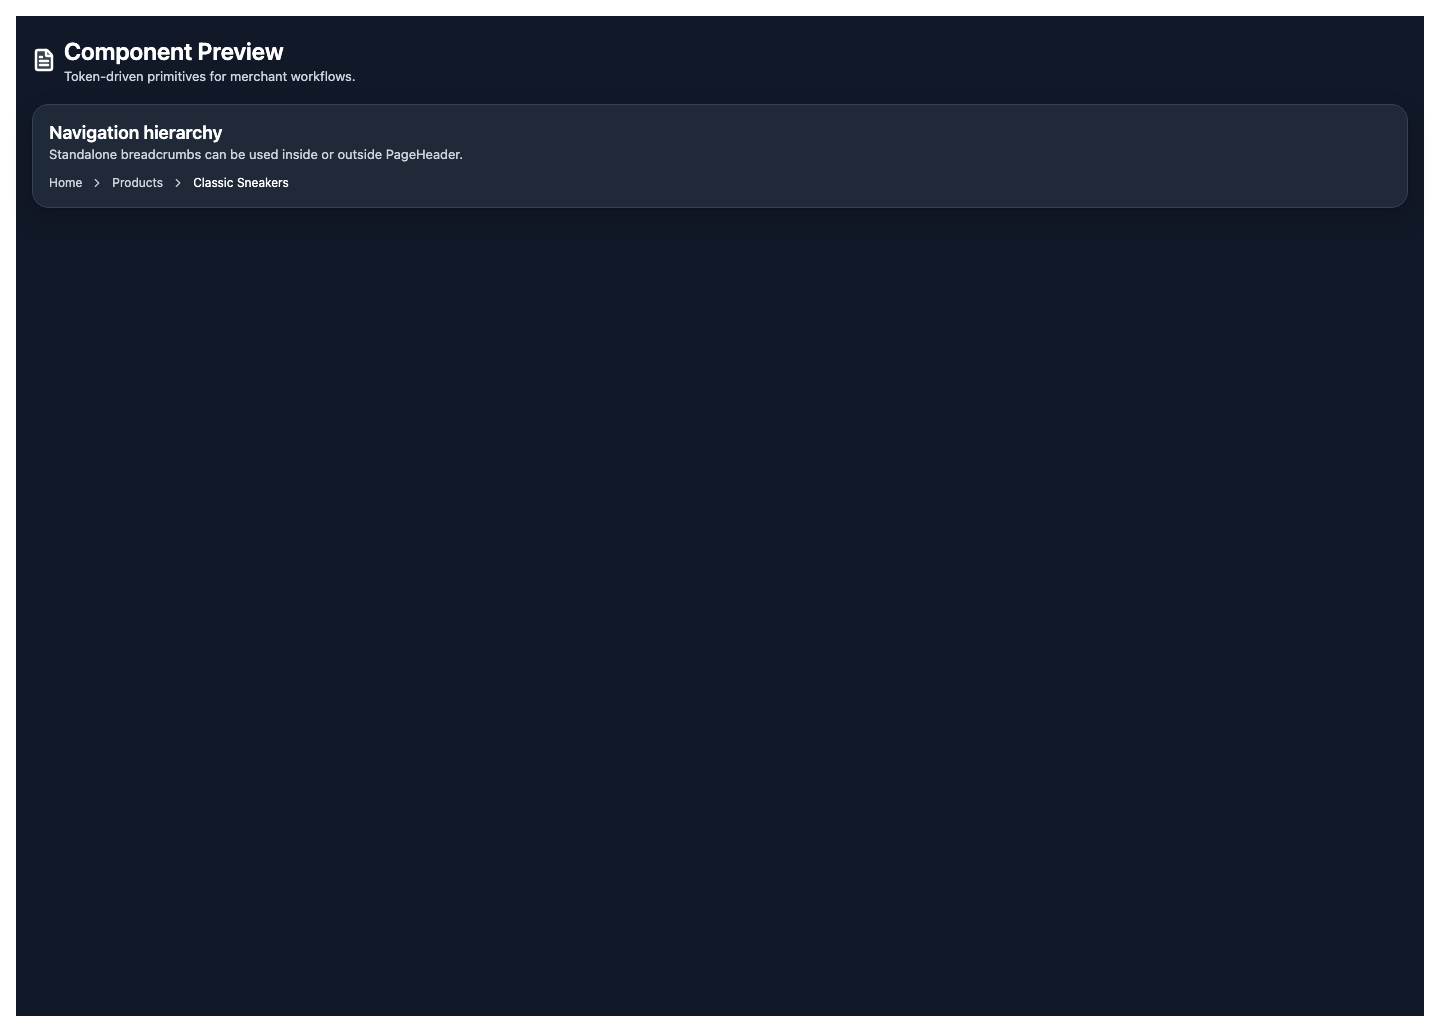 Component Preview
Token-driven primitives for merchant workflows.
Navigation hierarchy
Standalone breadcrumbs can be used inside or outside PageHeader.
Home > Products > Classic Sneakers